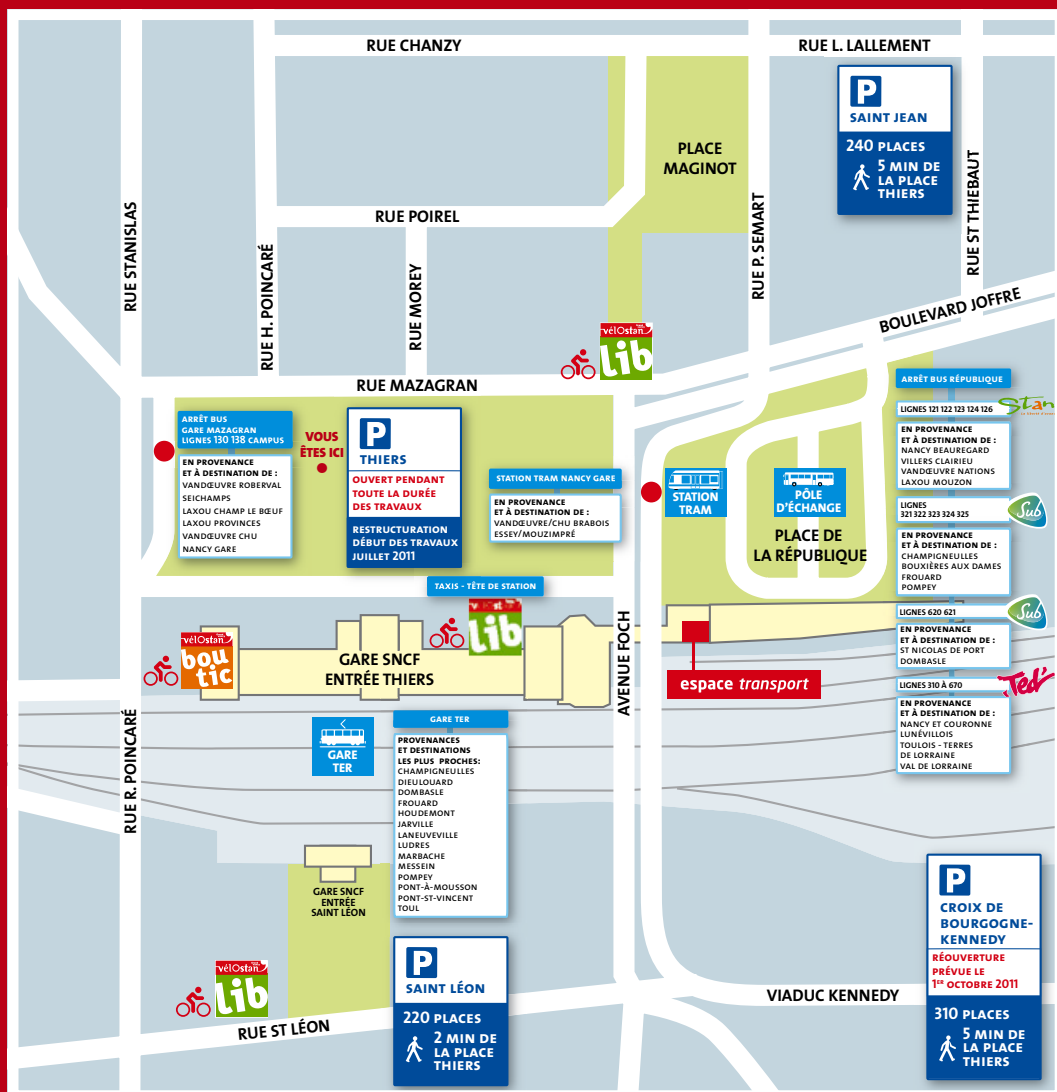 RUE CHANZY
RUE L. LALLEMENT
P
SAINT JEAN
240 PLACES
5 MIN DE
LA PLACE
THIERS
PLACE
MAGINOT
RUE STANISLAS
RUE H. POINCARÉ
RUE POIREL
RUE MOREY
RUE P. SEMART
RUE ST THIEBAUT
BOULEVARD JOFFRE
vélOstan
lib
RUE MAZAGRAN
ARRÊT BUS
GARE MAZAGRAN
LIGNES 130 138 CAMPUS
EN PROVENANCE
ET À DESTINATION DE :
VANDŒUVRE ROBERVAL
SEICHAMPS
LAXOU CHAMP LE BŒUF
LAXOU PROVINCES
VANDŒUVRE CHU
NANCY GARE
VOUS
ÊTES ICI
P
THIERS
OUVERT PENDANT
TOUTE LA DURÉE
DES TRAVAUX
RESTRUCTURATION
DÉBUT DES TRAVAUX
JUILLET 2011
STATION TRAM NANCY GARE
EN PROVENANCE
ET À DESTINATION DE :
VANDŒUVRE/CHU BRABOIS
ESSEY/MOUZIMPRÉ
STATION
TRAM
PÔLE
D'ÉCHANGE
PLACE DE
LA RÉPUBLIQUE
ARRÊT BUS RÉPUBLIQUE
LIGNES 121 122 123 124 126
Stan
EN PROVENANCE
ET À DESTINATION DE :
NANCY BEAUREGARD
VILLERS CLAIRIEU
VANDŒUVRE NATIONS
LAXOU MOUZON
LIGNES
321 322 323 324 325
Sub
EN PROVENANCE
ET À DESTINATION DE :
CHAMPIGNEULLES
BOUXIÈRES AUX DAMES
FROUARD
POMPEY
LIGNES 620 621
Sub
EN PROVENANCE
ET À DESTINATION DE :
ST NICOLAS DE PORT
DOMBASLE
LIGNES 310 À 670
Ted'
EN PROVENANCE
ET À DESTINATION DE :
NANCY ET COURONNE
LUNÉVILLOIS
TOULOIS - TERRES
DE LORRAINE
VAL DE LORRAINE
TAXIS - TÊTE DE STATION
lib
vélOstan
bou
tic
GARE SNCF
ENTRÉE THIERS
AVENUE FOCH
espace transport
RUE R. POINCARÉ
GARE
TER
GARE TER
PROVENANCES
ET DESTINATIONS
LES PLUS PROCHES:
CHAMPIGNEULLES
DIEULOUARD
DOMBASLE
FROUARD
HOUDEMONT
JARVILLE
LANEUVEVILLE
LUDRES
MARBACHE
MESSEIN
POMPEY
PONT-À-MOUSSON
PONT-ST-VINCENT
TOUL
GARE SNCF
ENTRÉE
SAINT LÉON
vélOstan
lib
RUE ST LÉON
P
SAINT LÉON
220 PLACES
2 MIN DE
LA PLACE
THIERS
VIADUC KENNEDY
P
CROIX DE
BOURGOGNE-
KENNEDY
RÉOUVERTURE
PRÉVUE LE
1ER OCTOBRE 2011
310 PLACES
5 MIN DE
LA PLACE
THIERS